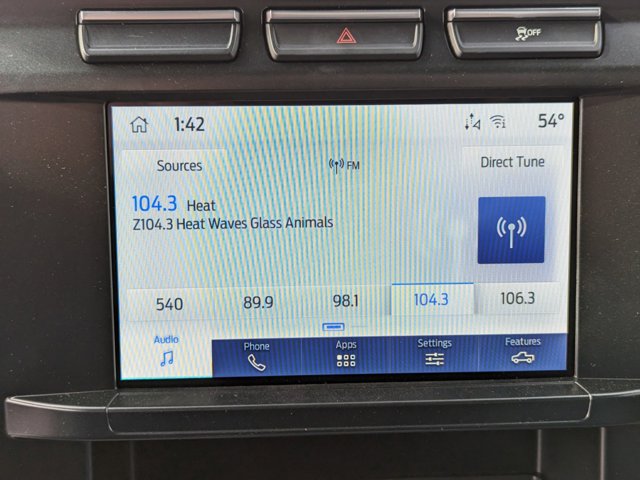 OFF
1:42
54°
Sources
FM
Direct Tune
104.3 Heat
Z104.3 Heat Waves Glass Animals
540 89.9 98.1 104.3 106.3
Audio Phone Apps Settings Features